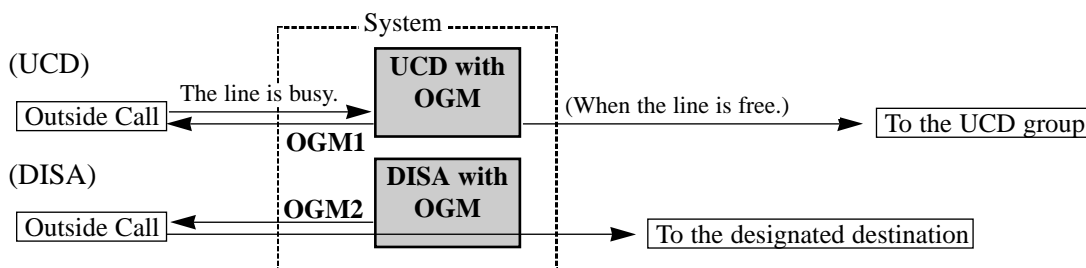 System
(UCD)
UCD with
OGM
The line is busy.
(When the line is free.)
Outside Call
To the UCD group
OGM1
(DISA)
DISA with
OGM
OGM2
Outside Call
To the designated destination